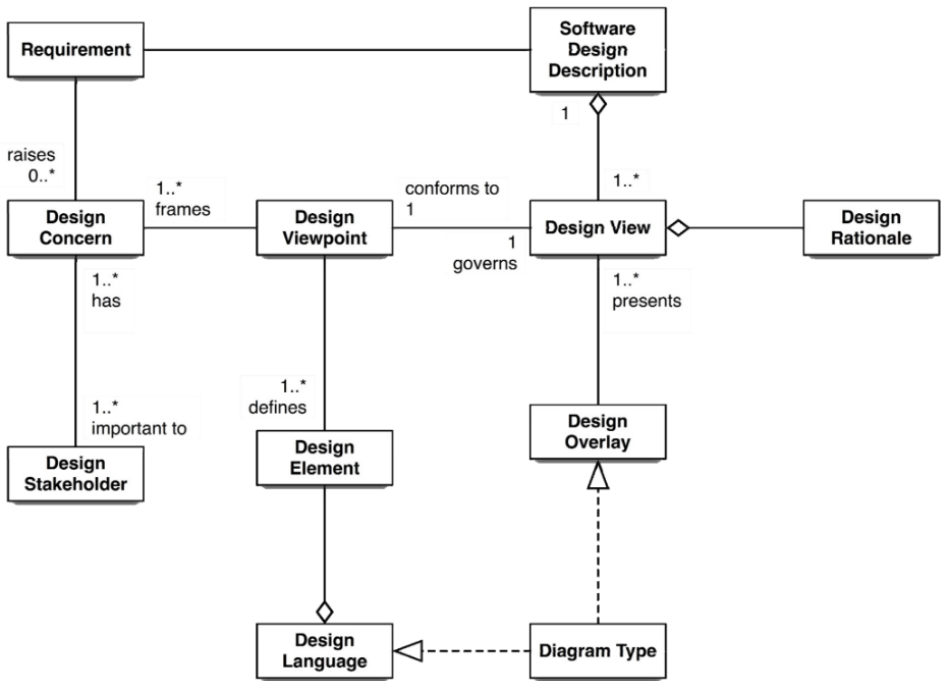 Requirement
Software
Design
Description
1
raises
0..*
1..*
frames
conforms to
1
1..*
Design
Concern
Design
Viewpoint
Design View
Design
Rationale
1
governs
1..*
has
1..*
presents
1..*
defines
1..*
important to
Design
Overlay
Design
Element
Design
Stakeholder
Design
Language
Diagram Type